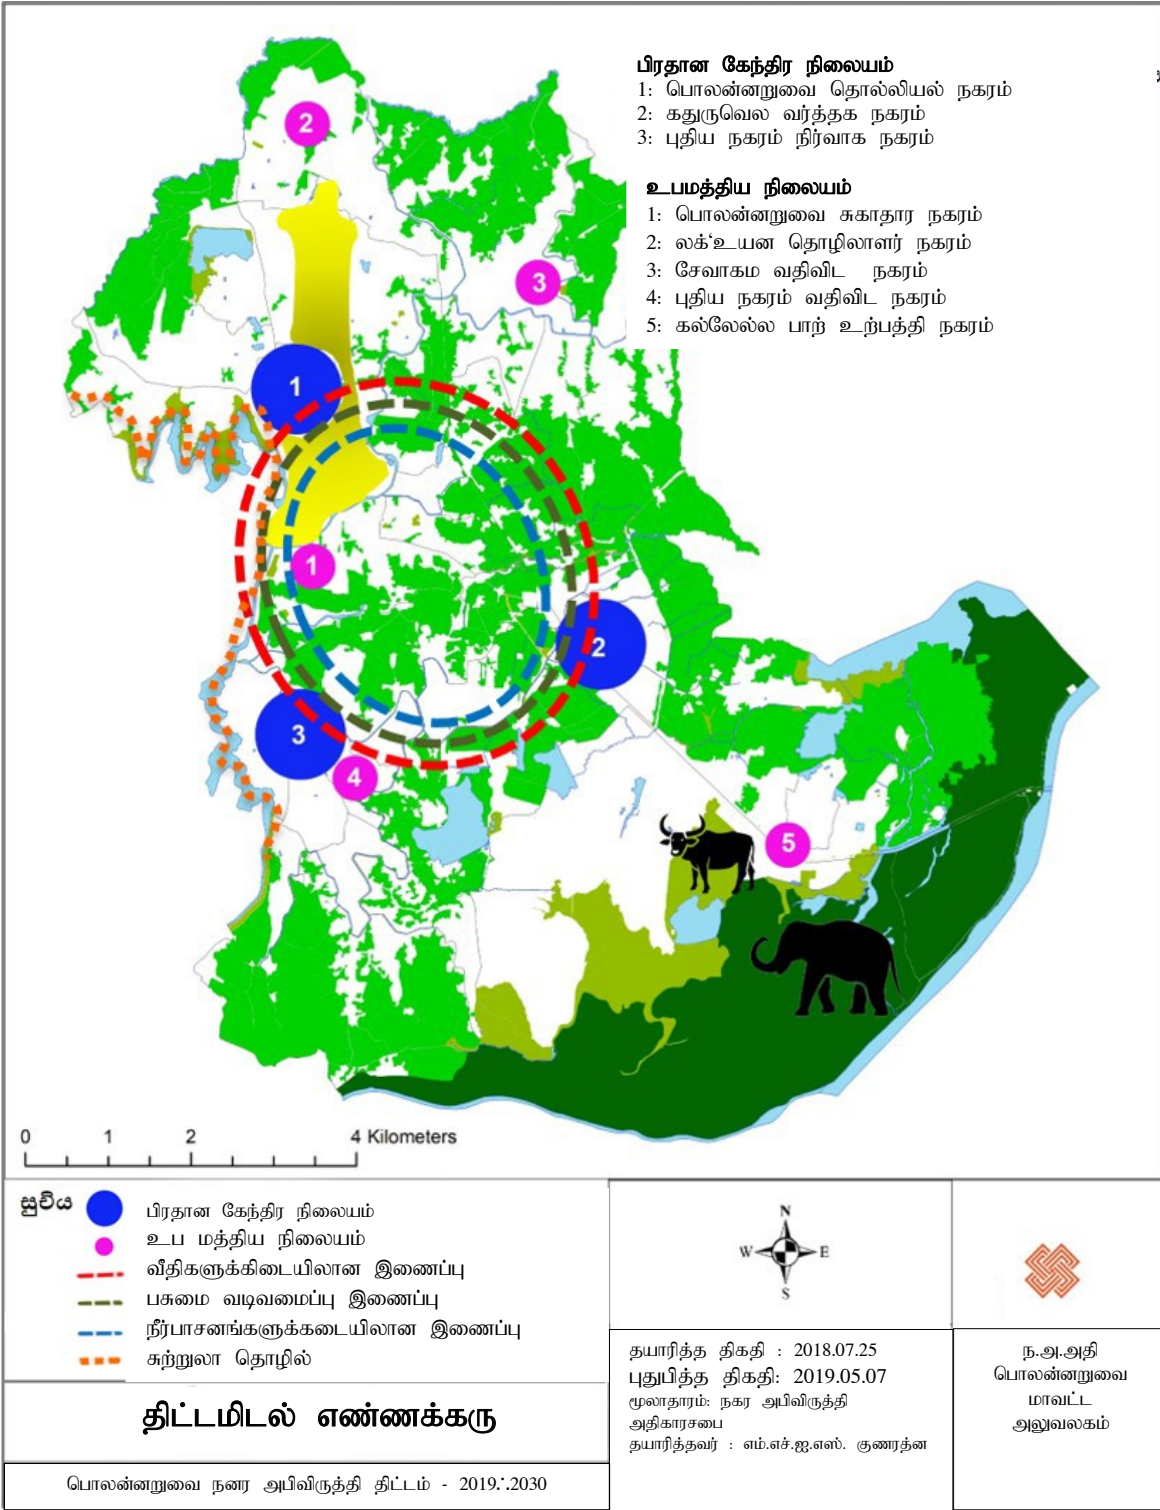 பிரதான கேந்திர நிலையம்
1: பொலன்னறுவை தொல்லியல் நகரம்
2: கதுருவெல வர்த்தக நகரம்
3: புதிய நகரம் நிர்வாக நகரம்
உபமத்திய நிலையம்
1: பொலன்னறுவை சுகாதார நகரம்
2: லக்‘உயன தொழிலாளர் நகரம்
3: சேவாகம வதிவிட நகரம்
4: புதிய நகரம் வதிவிட நகரம்
5: கல்லேல்ல பாற் உற்பத்தி நகரம்
2
3
1
1
2
3
4
5
0 1 2 4 Kilometers
සූචිය
பிரதான கேந்திர நிலையம்
உப மத்திய நிலையம்
வீதிகளுக்கிடையிலான இணைப்பு
பசுமை வடிவமைப்பு இணைப்பு
நீர்பாசனங்களுக்கடையிலான இணைப்பு
சுற்றுலா தொழில்
திட்டமிடல் எண்ணக்கரு
பொலன்னறுவை நனர அபிவிருத்தி திட்டம் - 2019.'.2030
N
W E
S
தயாரித்த திகதி : 2018.07.25
புதுபித்த திகதி: 2019.05.07
மூலாதாரம்: நகர அபிவிருத்தி
அதிகாரசபை
தயாரித்தவர் : எம்.எச்.ஐ.எஸ். குணரத்ன
ந.அ.அதி
பொலன்னறுவை
மாவட்ட
அலுவலகம்